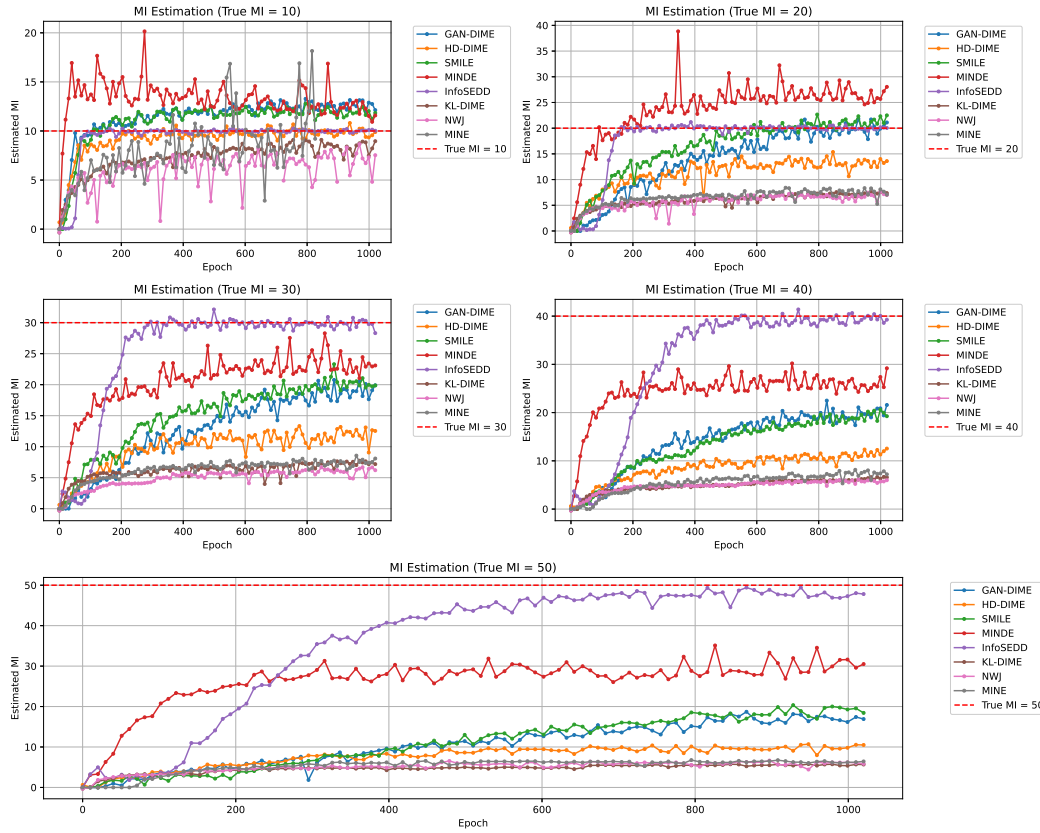 MI Estimation (True MI = 10)
Estimated MI
20
15
10
5
0
0
200
400
600
800
1000
Epoch
GAN-DIME
HD-DIME
SMILE
MINDE
InfoSEDD
KL-DIME
NWJ
MINE
True MI = 10
MI Estimation (True MI = 20)
Estimated MI
40
35
30
25
20
15
10
5
0
0
200
400
600
800
1000
Epoch
GAN-DIME
HD-DIME
SMILE
MINDE
InfoSEDD
KL-DIME
NWJ
MINE
True MI = 20
MI Estimation (True MI = 30)
Estimated MI
30
25
20
15
10
5
0
0
200
400
600
800
1000
Epoch
GAN-DIME
HD-DIME
SMILE
MINDE
InfoSEDD
KL-DIME
NWJ
MINE
True MI = 30
MI Estimation (True MI = 40)
Estimated MI
40
30
20
10
0
0
200
400
600
800
1000
Epoch
GAN-DIME
HD-DIME
SMILE
MINDE
InfoSEDD
KL-DIME
NWJ
MINE
True MI = 40
MI Estimation (True MI = 50)
Estimated MI
50
40
30
20
10
0
0
200
400
600
800
1000
Epoch
GAN-DIME
HD-DIME
SMILE
MINDE
InfoSEDD
KL-DIME
NWJ
MINE
True MI = 50